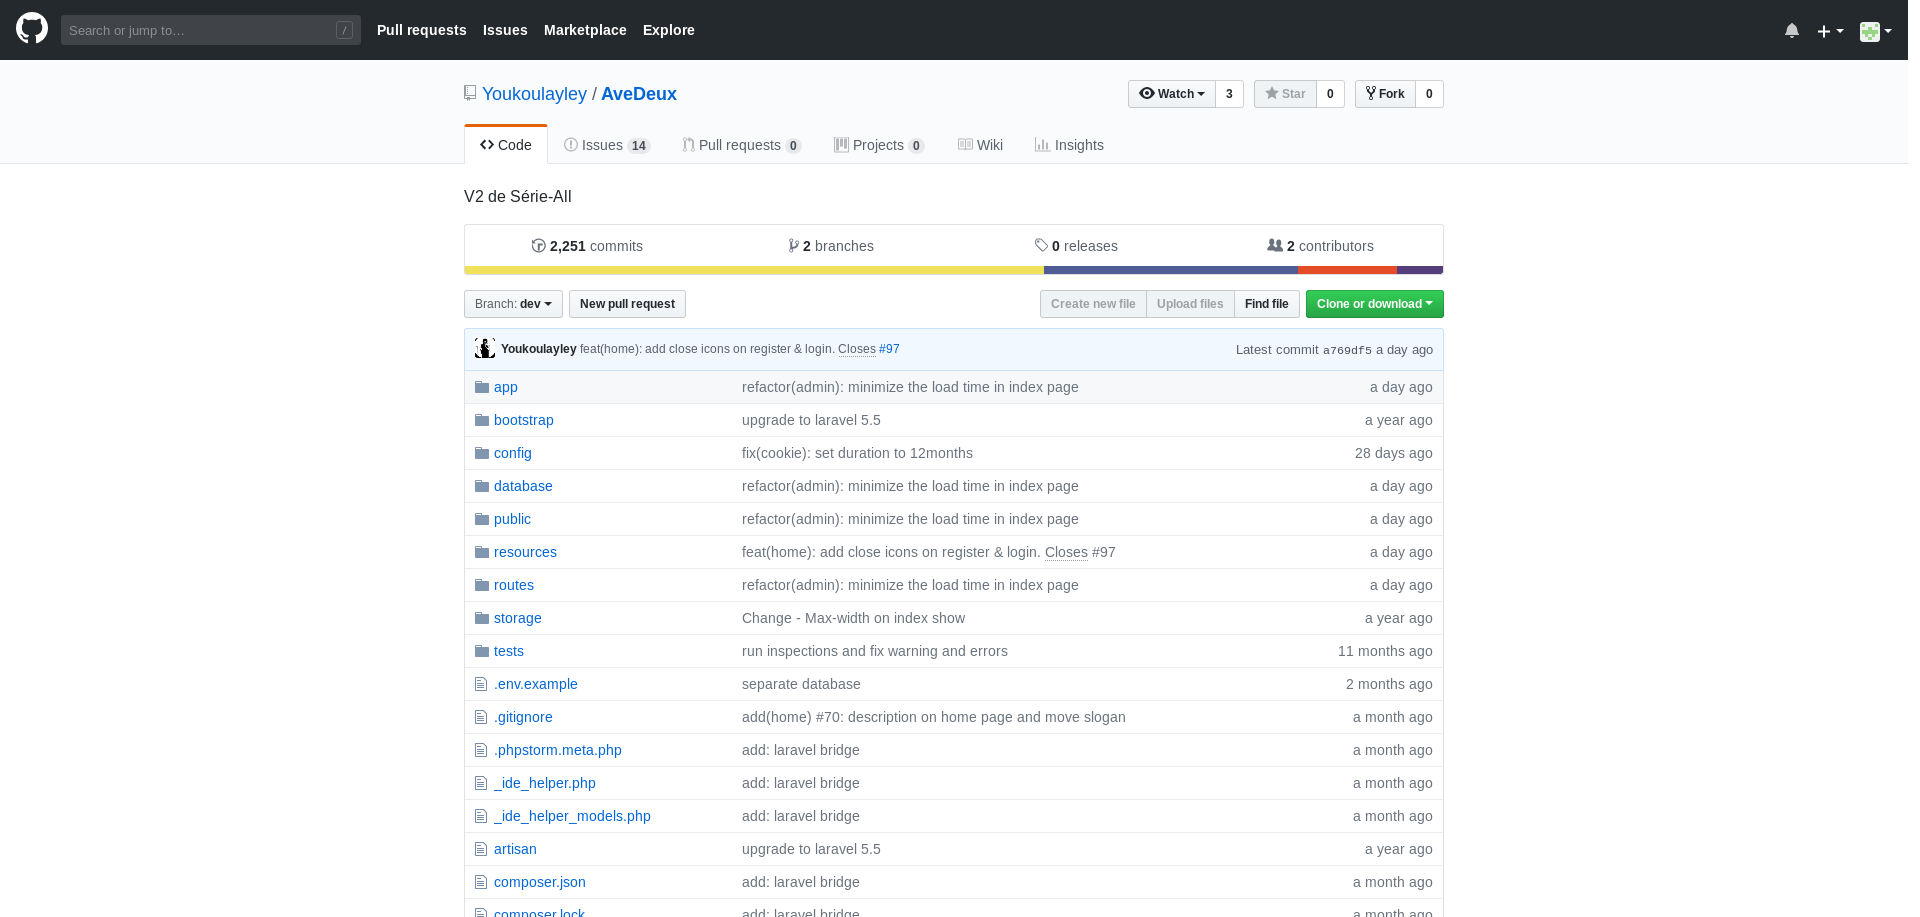 Search or jump to… /
Pull requests Issues Marketplace Explore
Youkoulayley / AveDeux
Watch 3 Star 0 Fork 0
Code Issues 14 Pull requests 0 Projects 0 Wiki Insights
V2 de Série-All
2,251 commits 2 branches 0 releases 2 contributors
Branch: dev New pull request Create new file Upload files Find file Clone or download
Youkoulayley feat(home): add close icons on register & login. Closes #97 Latest commit a769df5 a day ago
app refactor(admin): minimize the load time in index page a day ago
bootstrap upgrade to laravel 5.5 a year ago
config fix(cookie): set duration to 12months 28 days ago
database refactor(admin): minimize the load time in index page a day ago
public refactor(admin): minimize the load time in index page a day ago
resources feat(home): add close icons on register & login. Closes #97 a day ago
routes refactor(admin): minimize the load time in index page a day ago
storage Change - Max-width on index show a year ago
tests run inspections and fix warning and errors 11 months ago
.env.example separate database 2 months ago
.gitignore add(home) #70: description on home page and move slogan a month ago
.phpstorm.meta.php add: laravel bridge a month ago
_ide_helper.php add: laravel bridge a month ago
_ide_helper_models.php add: laravel bridge a month ago
artisan upgrade to laravel 5.5 a year ago
composer.json add: laravel bridge a month ago
composer.lock add: laravel bridge a month ago